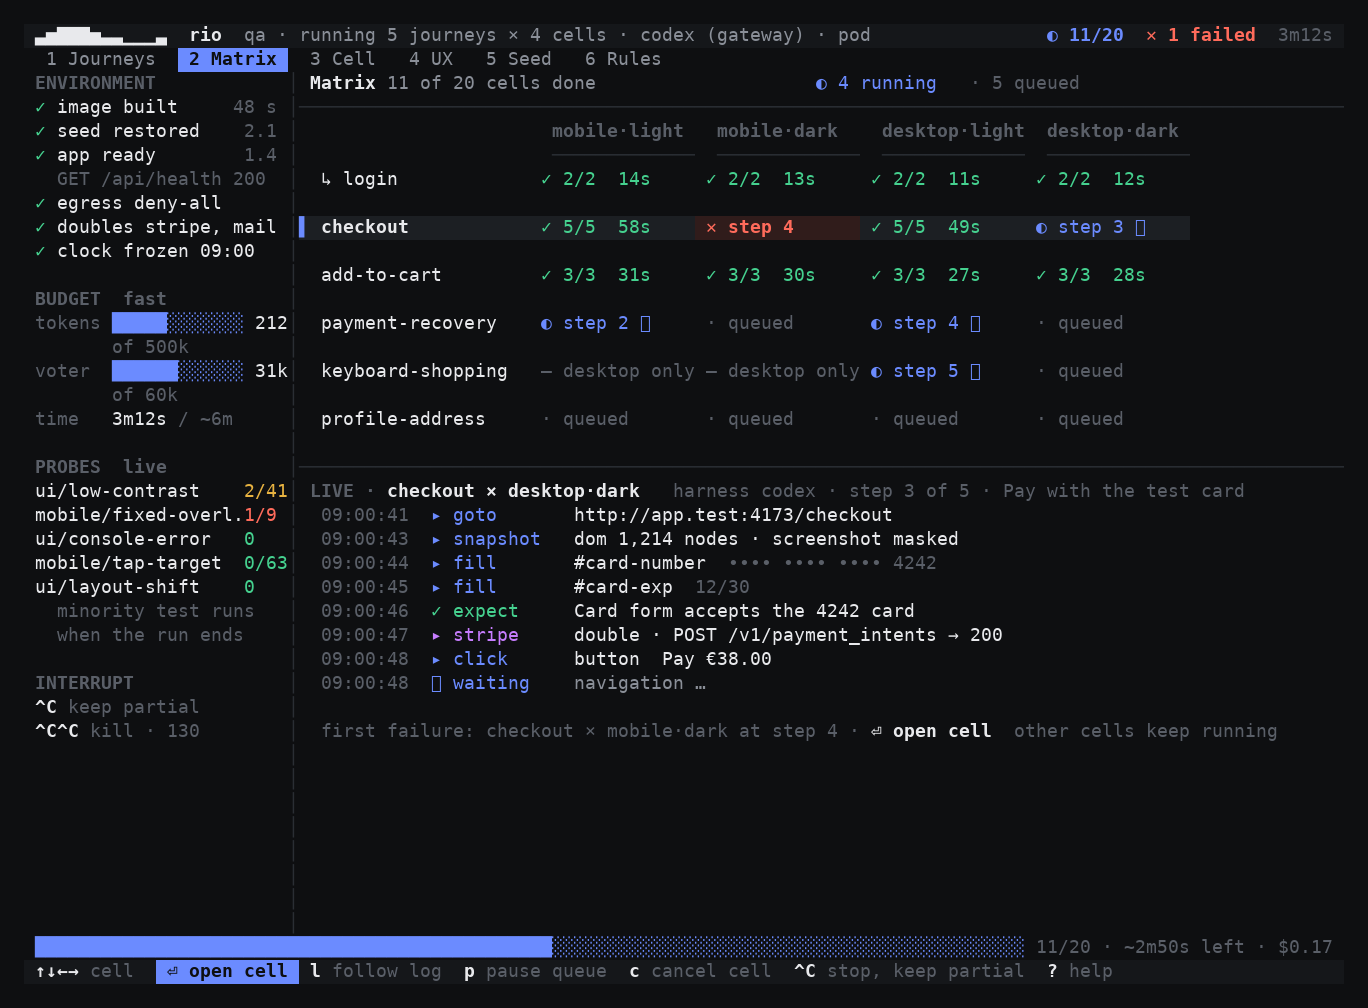 rio qa · running 5 journeys × 4 cells · codex (gateway) · pod ◐ 11/20 × 1 failed 3m12s
1 Journeys 2 Matrix 3 Cell 4 UX 5 Seed 6 Rules
ENVIRONMENT
✓ image built 48 s
✓ seed restored 2.1
✓ app ready 1.4
GET /api/health 200
✓ egress deny-all
✓ doubles stripe, mail
✓ clock frozen 09:00
BUDGET fast
tokens 212
of 500k
voter 31k
of 60k
time 3m12s / ~6m
PROBES live
ui/low-contrast 2/41
mobile/fixed-overl.1/9
ui/console-error 0
mobile/tap-target 0/63
ui/layout-shift 0
minority test runs
when the run ends
INTERRUPT
^C keep partial
^C^C kill · 130
Matrix 11 of 20 cells done ◐ 4 running · 5 queued
mobile·light mobile·dark desktop·light desktop·dark
↳ login ✓ 2/2 14s ✓ 2/2 13s ✓ 2/2 11s ✓ 2/2 12s
checkout ✓ 5/5 58s × step 4 ✓ 5/5 49s ◐ step 3
add-to-cart ✓ 3/3 31s ✓ 3/3 30s ✓ 3/3 27s ✓ 3/3 28s
payment-recovery ◐ step 2 · queued ◐ step 4 · queued
keyboard-shopping — desktop only — desktop only ◐ step 5 · queued
profile-address · queued · queued · queued · queued
LIVE · checkout × desktop·dark harness codex · step 3 of 5 · Pay with the test card
09:00:41 ▸ goto http://app.test:4173/checkout
09:00:43 ▸ snapshot dom 1,214 nodes · screenshot masked
09:00:44 ▸ fill #card-number •••• •••• •••• 4242
09:00:45 ▸ fill #card-exp 12/30
09:00:46 ✓ expect Card form accepts the 4242 card
09:00:47 ▸ stripe double · POST /v1/payment_intents → 200
09:00:48 ▸ click button Pay €38.00
09:00:48 waiting navigation …
first failure: checkout × mobile·dark at step 4 · ⏎ open cell other cells keep running
11/20 · ~2m50s left · $0.17
↑↓←→ cell ⏎ open cell l follow log p pause queue c cancel cell ^C stop, keep partial ? help